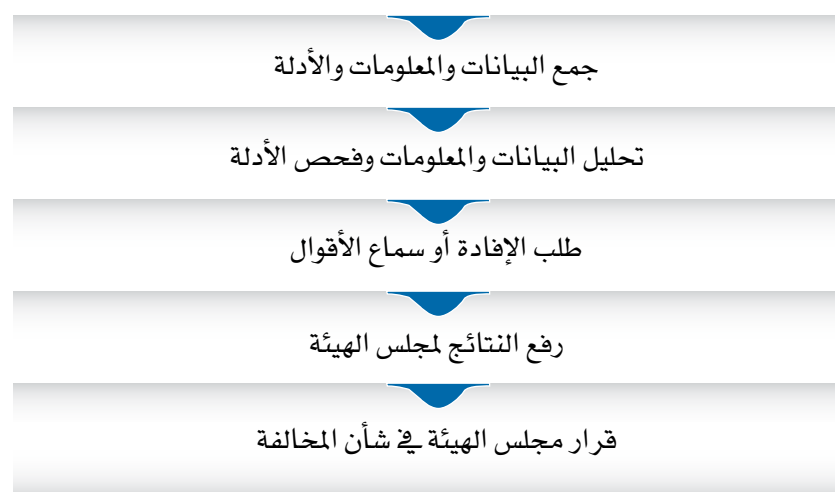 جمع البيانات والمعلومات والأدلة
تحليل البيانات والمعلومات وفحص الأدلة
طلب الإفادة أو سماع الأقوال
رفع النتائج لمجلس الهيئة
قرار مجلس الهيئة في شأن المخالفة